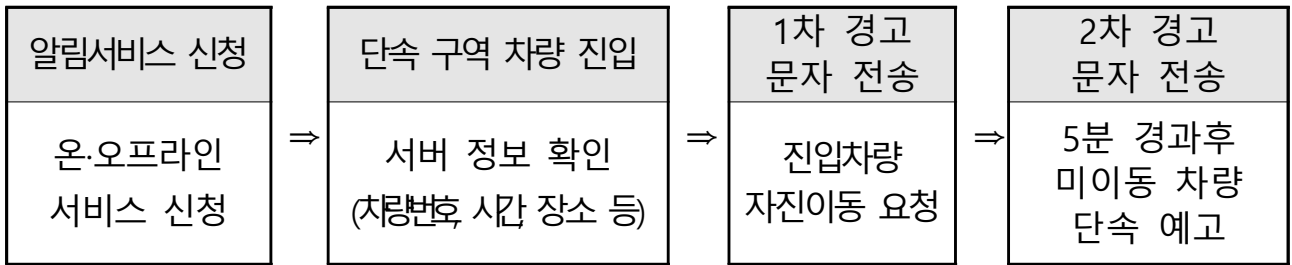 알림서비스 신청
온·오프라인
서비스 신청
⇒
단속 구역 차량 진입
서버 정보 확인
(차량번호, 시간, 장소 등)
⇒
1차 경고
문자 전송
진입차량
자진이동 요청
⇒
2차 경고
문자 전송
5분 경과후
미이동 차량
단속 예고